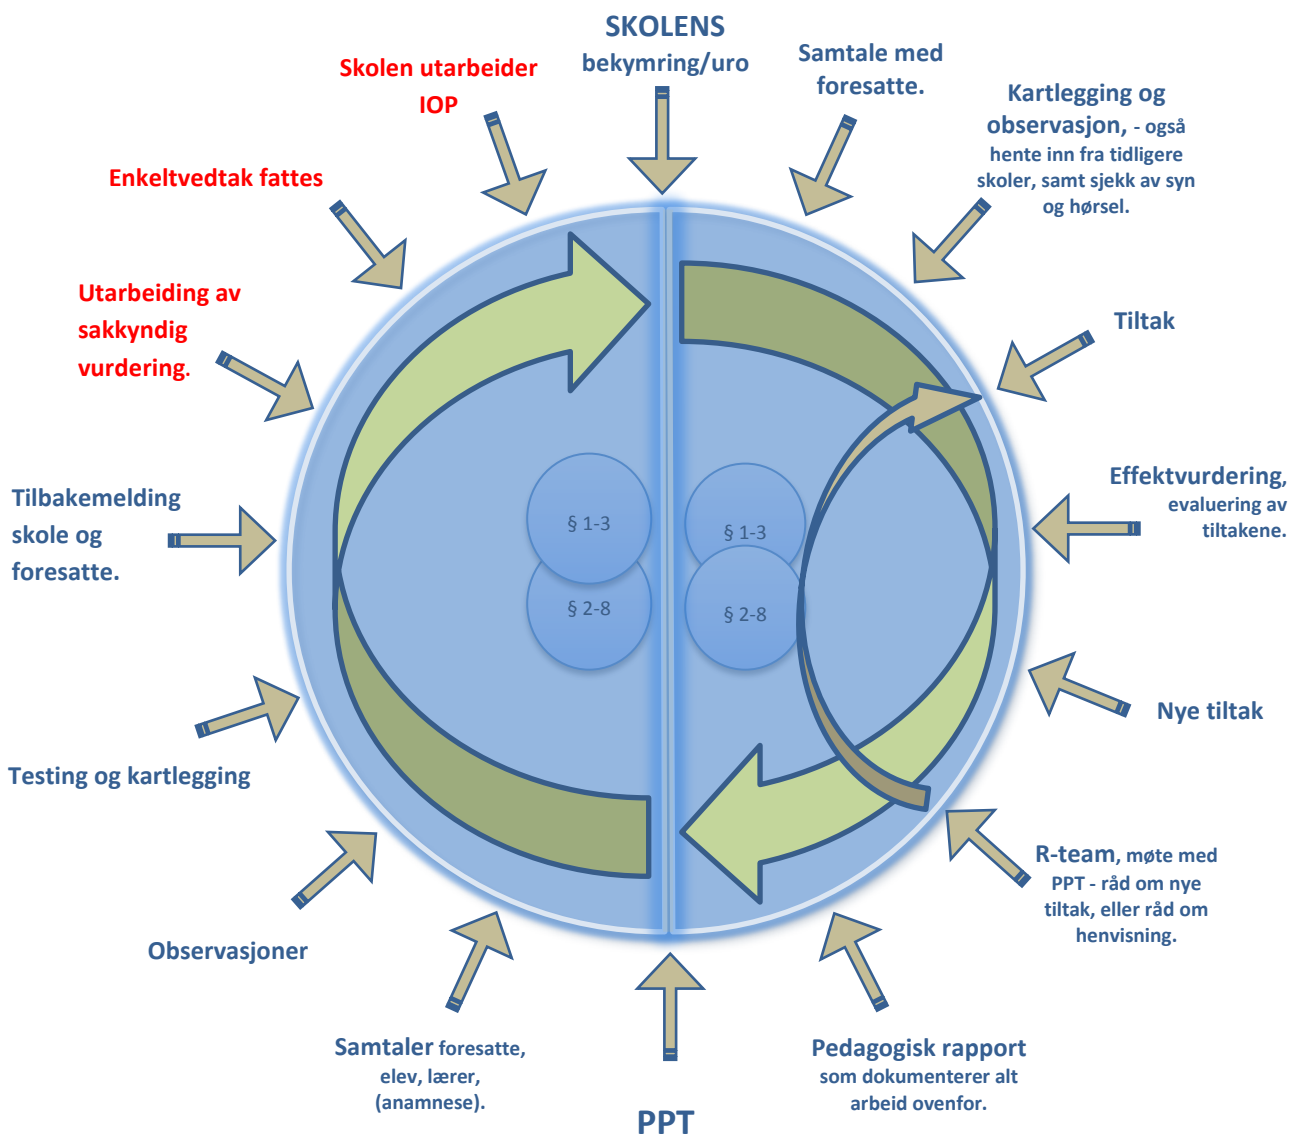 SKOLENS
bekymring/uro
Samtale med
foresatte.
Kartlegging og
observasjon, - også
hente inn fra tidligere
skoler, samt sjekk av syn
og hørsel.
Tiltak
Effektvurdering,
evaluering av
tiltakene.
Nye tiltak
R-team, møte med
PPT - råd om nye
tiltak, eller råd om
henvisning.
Pedagogisk rapport
som dokumenterer alt
arbeid ovenfor.
PPT
Samtaler foresatte,
elev, lærer,
(anamnese).
Observasjoner
Testing og kartlegging
Tilbakemelding
skole og
foresatte.
Utarbeiding av
sakkyndig
vurdering.
Enkeltvedtak fattes
Skolen utarbeider
IOP
§ 1-3
§ 2-8
§ 1-3
§ 2-8